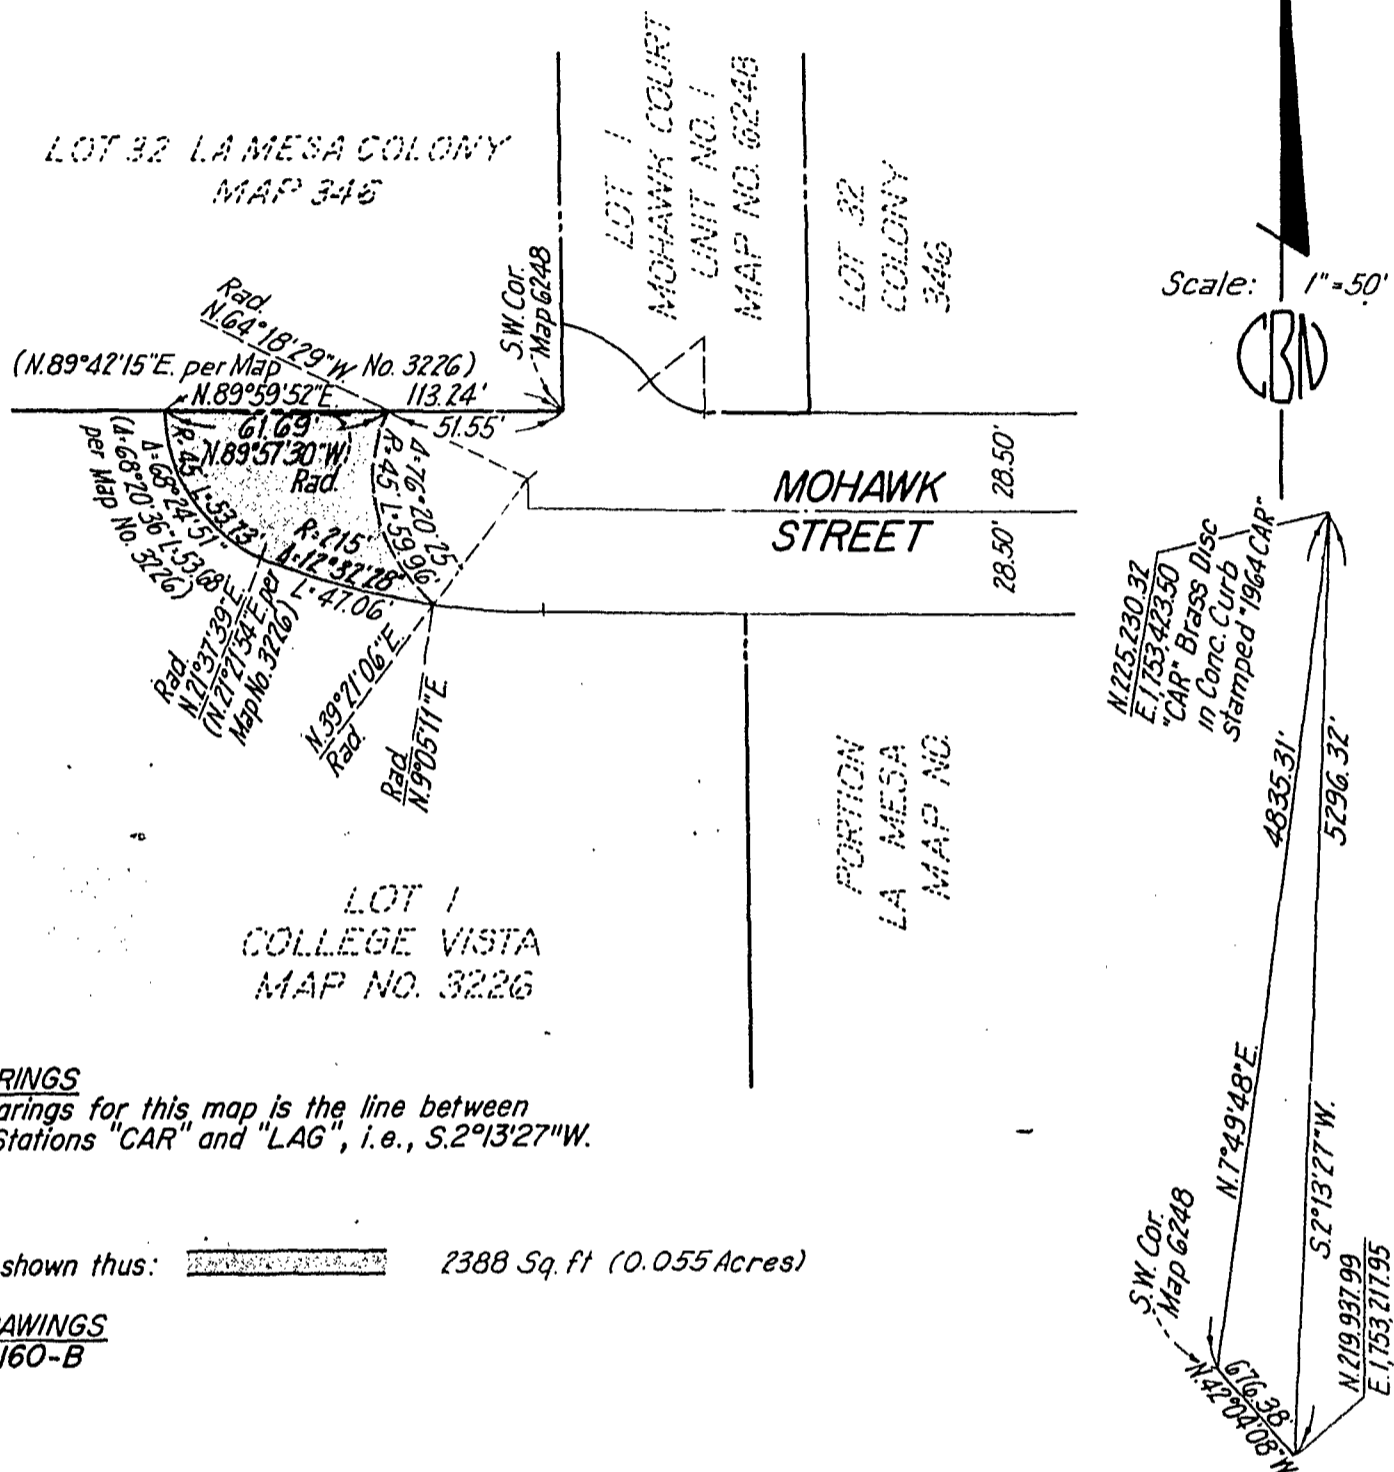 LOT 32 LA MESA COLONY
MAP 346
LOT 1
MOHAWK COURT
UNIT NO. 1
MAP NO. 6248
LOT 32
COLONY
346
Scale: 1"=50'
S.W. Cor.
Map 6248
Rad.
N.64°18'29"W.
(N.89°42'15"E. per Map No. 3226)
N.89°59'52"E. 113.24'
61.69 51.55'
N.89°57'30"W.
Rad.
R=45' L=53.73'
Δ=68°24'51"
(Δ=68°20'36" L=53.68'
per Map No. 3226)
Δ=76°20'25"
R=45' L=59.96'
R=215'
Δ=12°32'28"
L=47.06'
MOHAWK
STREET
28.50'
28.50'
Rad.
N.21°37'39"E.
(N.21°21'54"E. per
Map No. 3226)
N.39°21'06"E.
Rad.
Rad.
N.9°05'11"E.
N.225,230.32
E.1,753,423.50
"CAR" Brass Disc
in Conc. Curb
stamped "1964 CAR"
4835.31'
5296.32'
PORTION
LA MESA
MAP NO.
LOT 1
COLLEGE VISTA
MAP NO. 3226
RINGS
arings for this map is the line between
Stations "CAR" and "LAG", i.e., S.2°13'27"W.
N.7°49'48"E.
S.2°13'27"W.
S.W. Cor.
Map 6248
676.38'
N.42°04'08"W.
N.219,937.99
E.1,753,217.95
shown thus: 2388 Sq. ft (0.055 Acres)
AWINGS
160-B